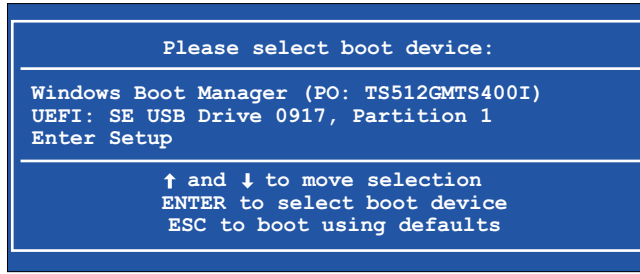 Please select boot device:
Windows Boot Manager (PO: TS512GMTS400I)
UEFI: SE USB Drive 0917, Partition 1
Enter Setup
↑ and ↓ to move selection
ENTER to select boot device
ESC to boot using defaults